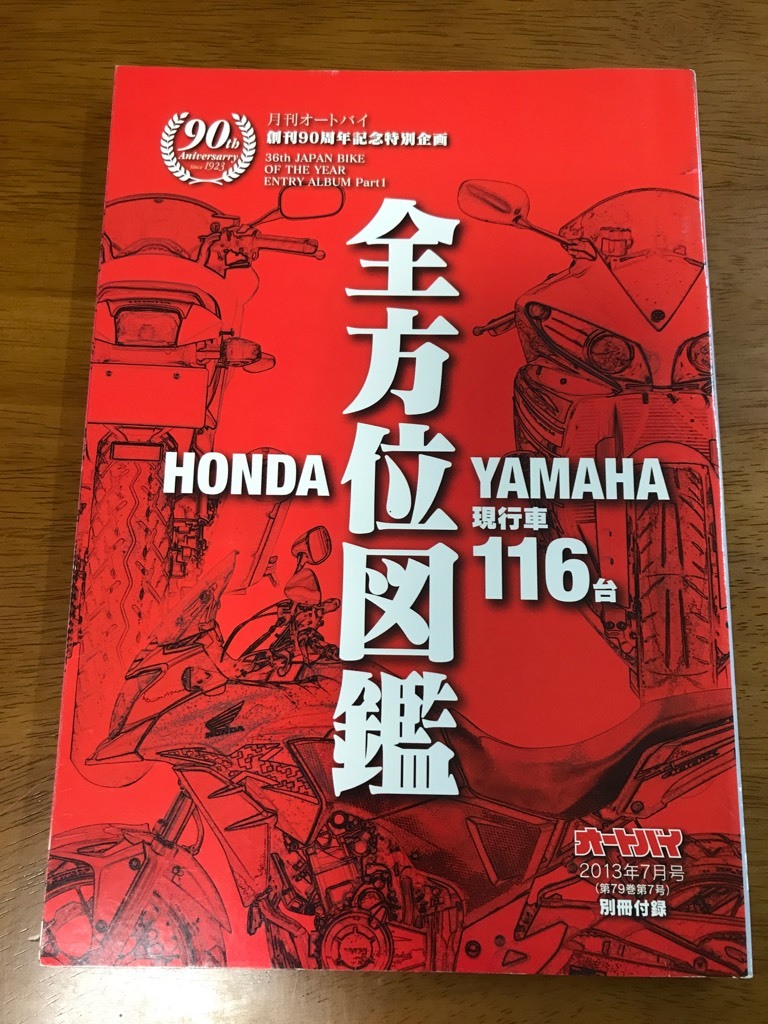 90th
Aniversarry
Since 1923
月刊オートバイ
創刊90周年記念特別企画
36th JAPAN BIKE
OF THE YEAR
ENTRY ALBUM Part1
全方位図鑑
HONDA
YAMAHA
現行車
116台
HONDA
オートバイ
2013年7月号
(第79巻第7号)
別冊付録